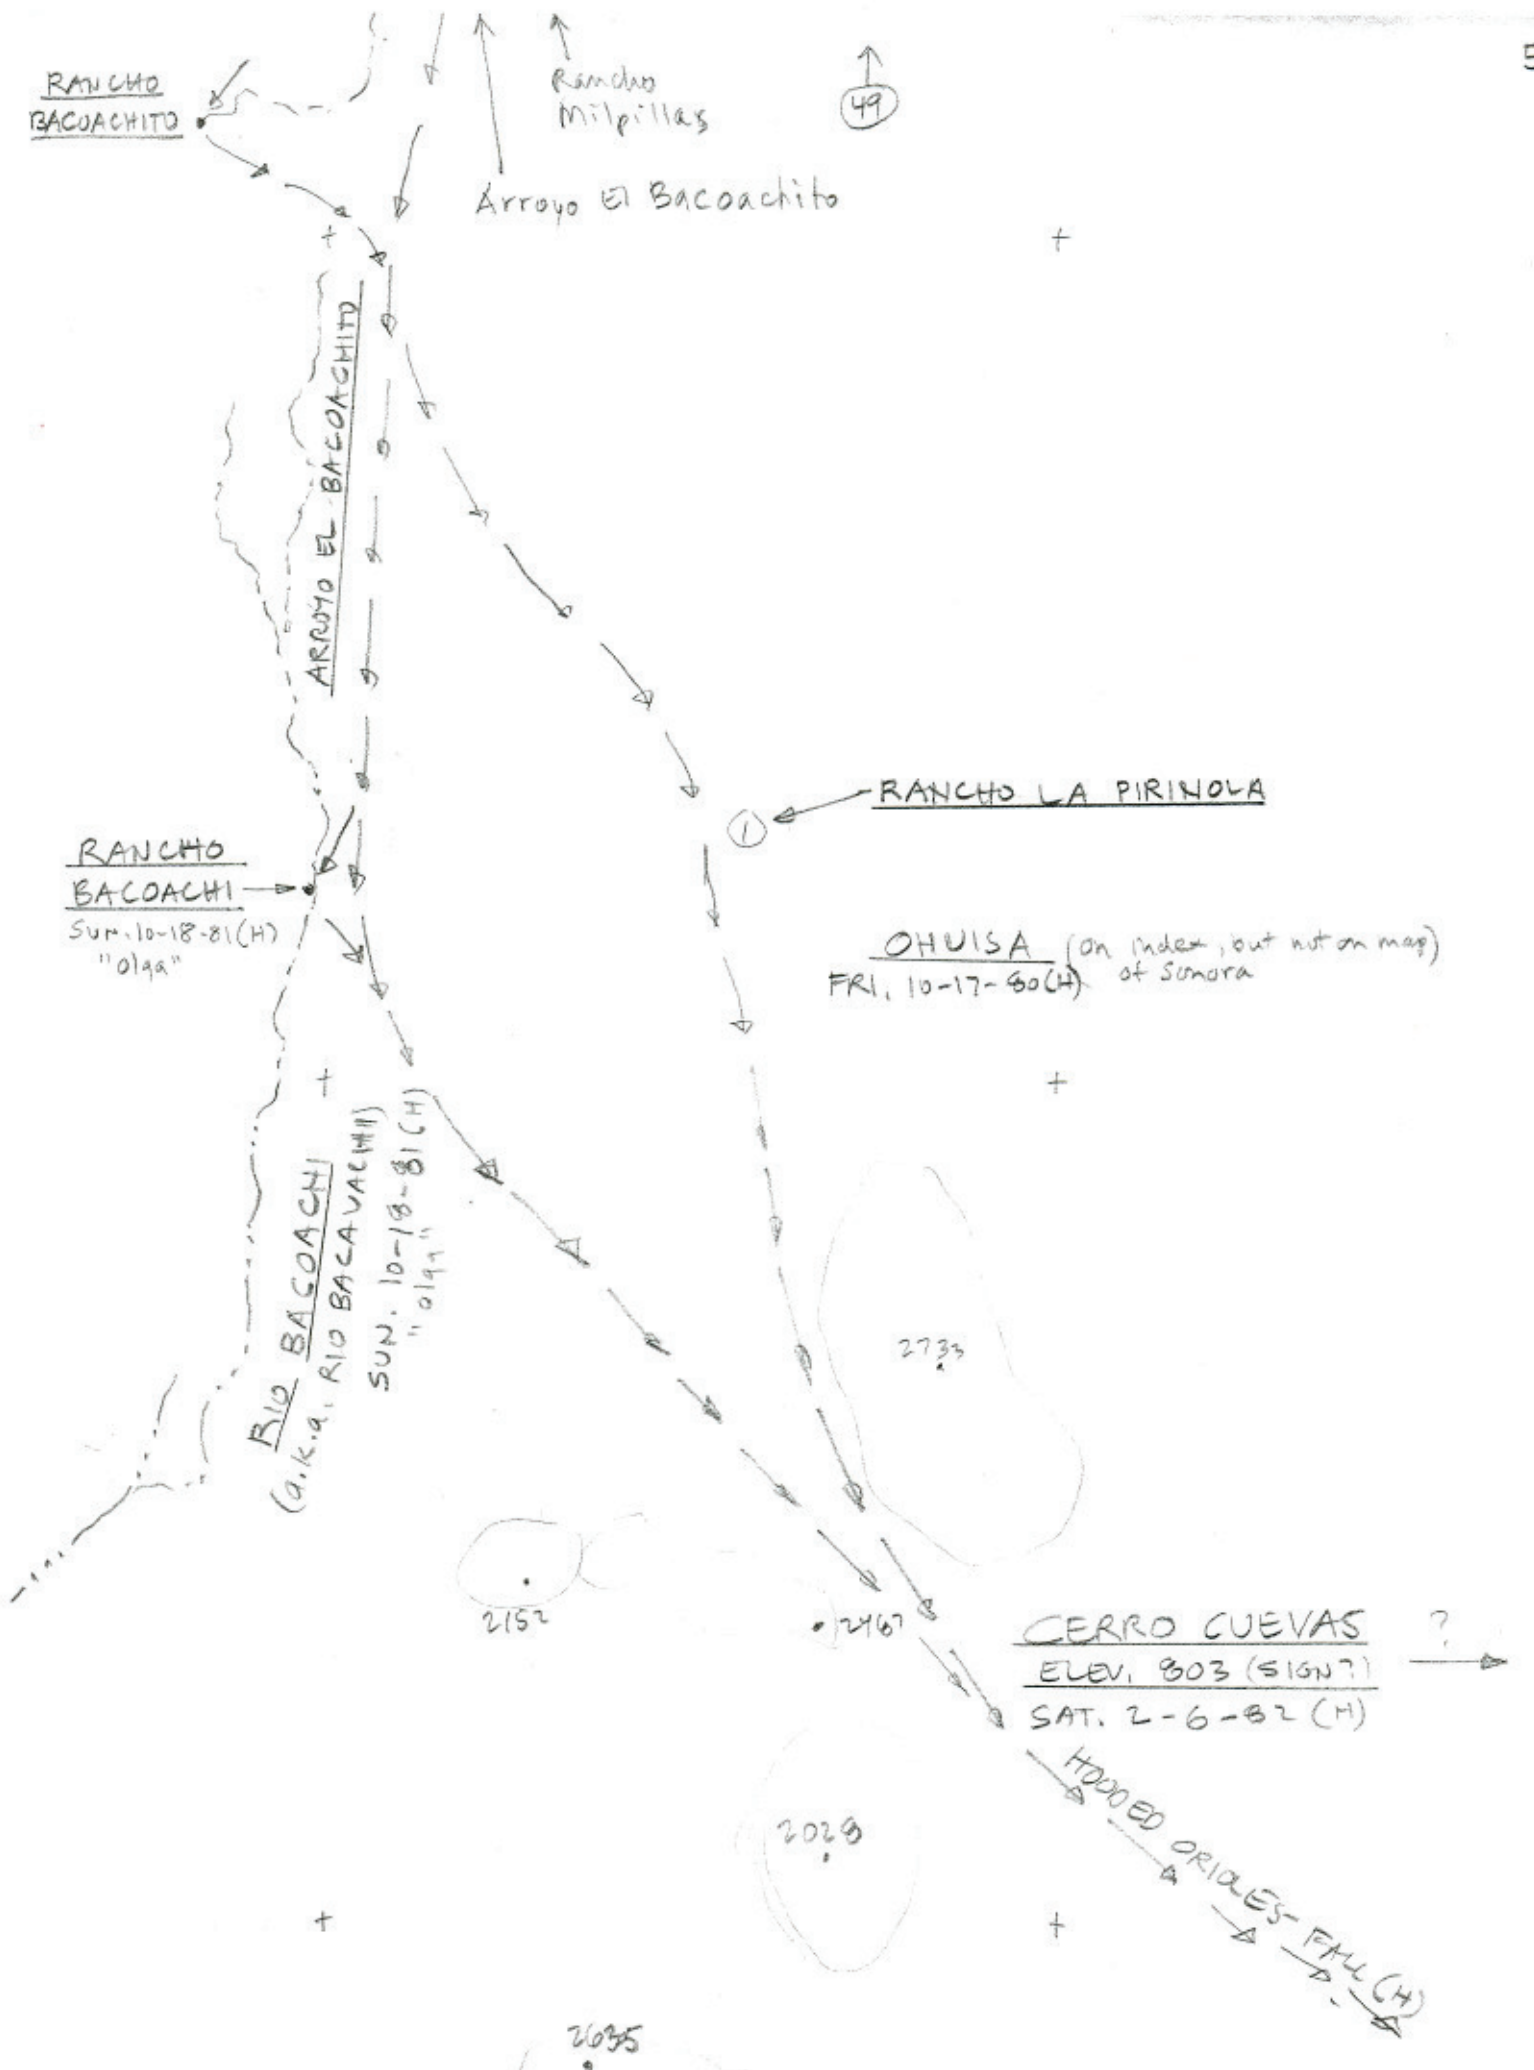 5
RANCHO
BACOACHITO
Rancho
Milpillas
49
Arroyo El Bacoachito
ARROYO EL BACOACHITO
RANCHO LA PIRINOLA
1
RANCHO
BACOACHI
SUN. 10-18-81 (H)
"Olga"
OHUISA (on index, but not on map)
FRI. 10-17-80 (H) of Sonora
RIO BACOACHI
(a.k.a. RIO BACAVACHI)
SUN. 10-18-81 (H)
"Olga"
2733
2152
2467
CERRO CUEVAS ?
ELEV. 803 (SIGN?)
SAT. 2-6-82 (H)
HOODED ORIOLES - FALL (H)
2028
2635